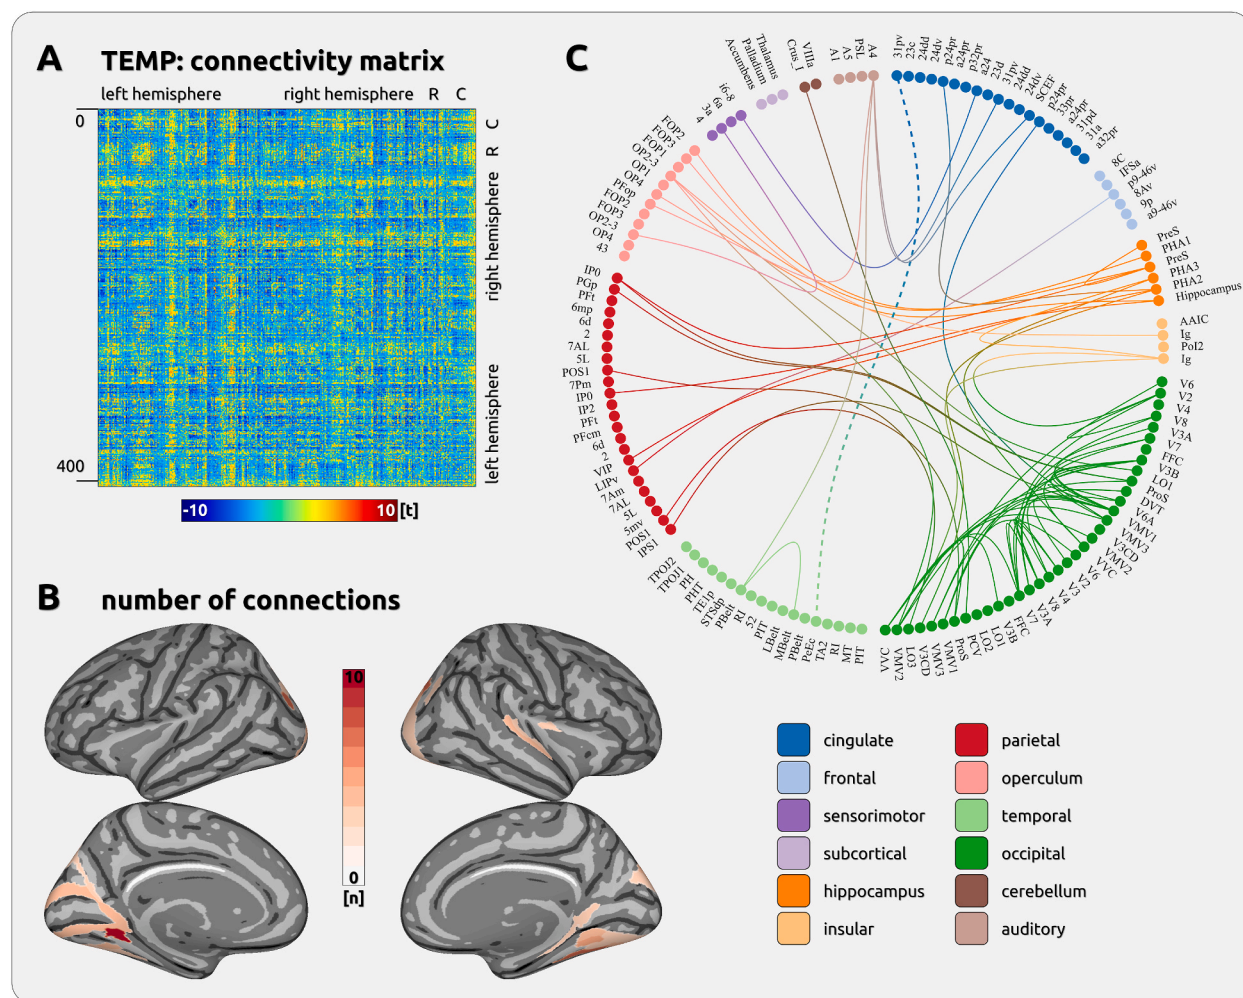 A TEMP: connectivity matrix
left hemisphere right hemisphere R C
0
400
C
R
right hemisphere
left hemisphere
-10 10 [t]
B number of connections
10
0
[n]
C
A1
A5
PSL
A4
31pv
23c
24dd
24dv
p24pr
a24pr
p32pr
a24
23d
31pv
24dd
24dv
SCEF
p24pr
33pr
a24pr
31pd
31a
a32pr
8C
IFSa
p9-46v
8Av
9p
a9-46v
PreS
PHA1
PreS
PHA3
PHA2
Hippocampus
AAIC
Ig
PoI2
Ig
V6
V2
V4
V8
V3A
V7
FFC
V3B
LO1
ProS
DVT
V6A
VMV1
VMV3
V3CD
VMV2
VVC
V6
V2
V3
V4
V8
V3A
V7
FFC
V3B
LO1
LO2
PCV
ProS
VMV1
VMV3
V3CD
LO3
VMV2
VVC
PIT
MT
RI
TA2
PeEc
PBelt
MBelt
LBelt
PIT
52
RI
PBelt
STSdp
TE1p
PHT
PH
TPOJ1
TPOJ2
IPS1
POS1
5mv
5L
7AL
7Am
LIPv
VIP
2
6d
PFcm
PFt
IP2
IP0
7Pm
POS1
5L
7AL
2
6d
6mp
PFt
PGp
IP0
43
OP4
OP2-3
FOP3
FOP2
PFop
OP4
OP1
OP2-3
FOP1
FOP3
FOP2
4
3a
6a
i6-8
Accumbens
Palladium
Thalamus
Crus_I
VIIIa
cingulate
frontal
sensorimotor
subcortical
hippocampus
insular
parietal
operculum
temporal
occipital
cerebellum
auditory